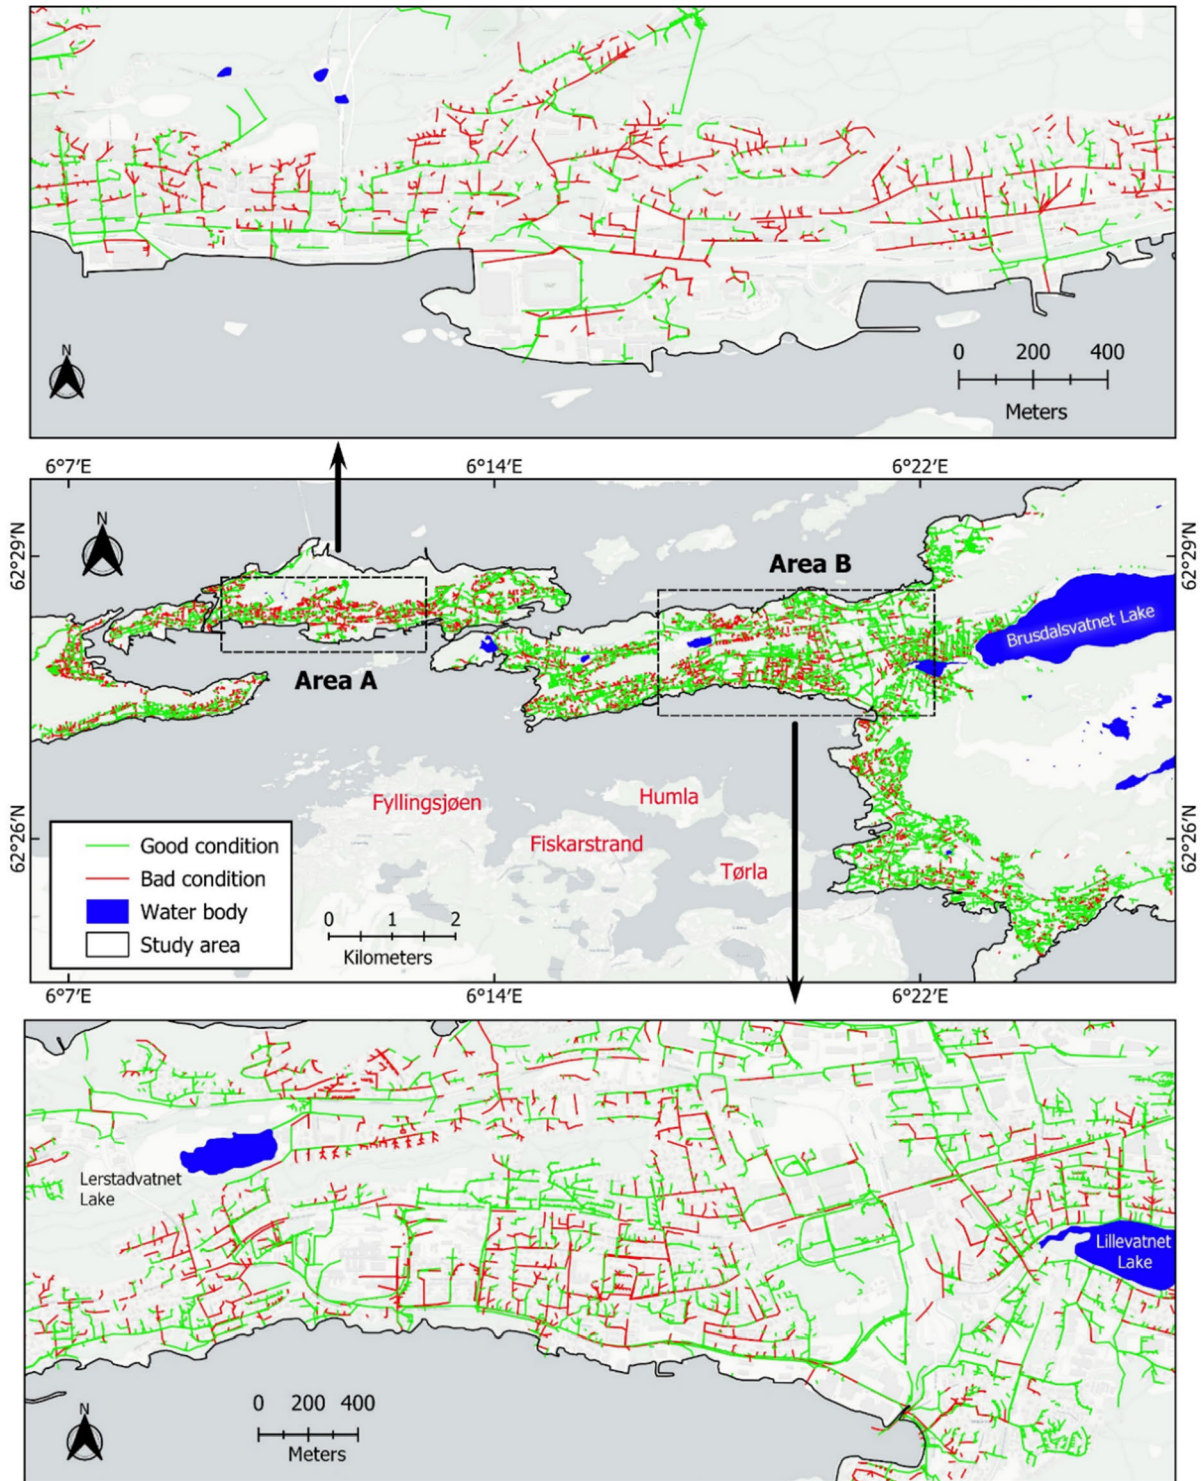 N
0 200 400
Meters
6°7′E 6°14′E 6°22′E
62°29′N
62°29′N
N
Area B
Area A
Brusdalsvatnet Lake
Fyllingsjøen
Humla
Fiskarstrand
Tørla
62°26′N
62°26′N
Good condition
Bad condition
Water body
Study area
0 1 2
Kilometers
6°7′E 6°14′E 6°22′E
Lerstadvatnet
Lake
Lillevatnet
Lake
N
0 200 400
Meters